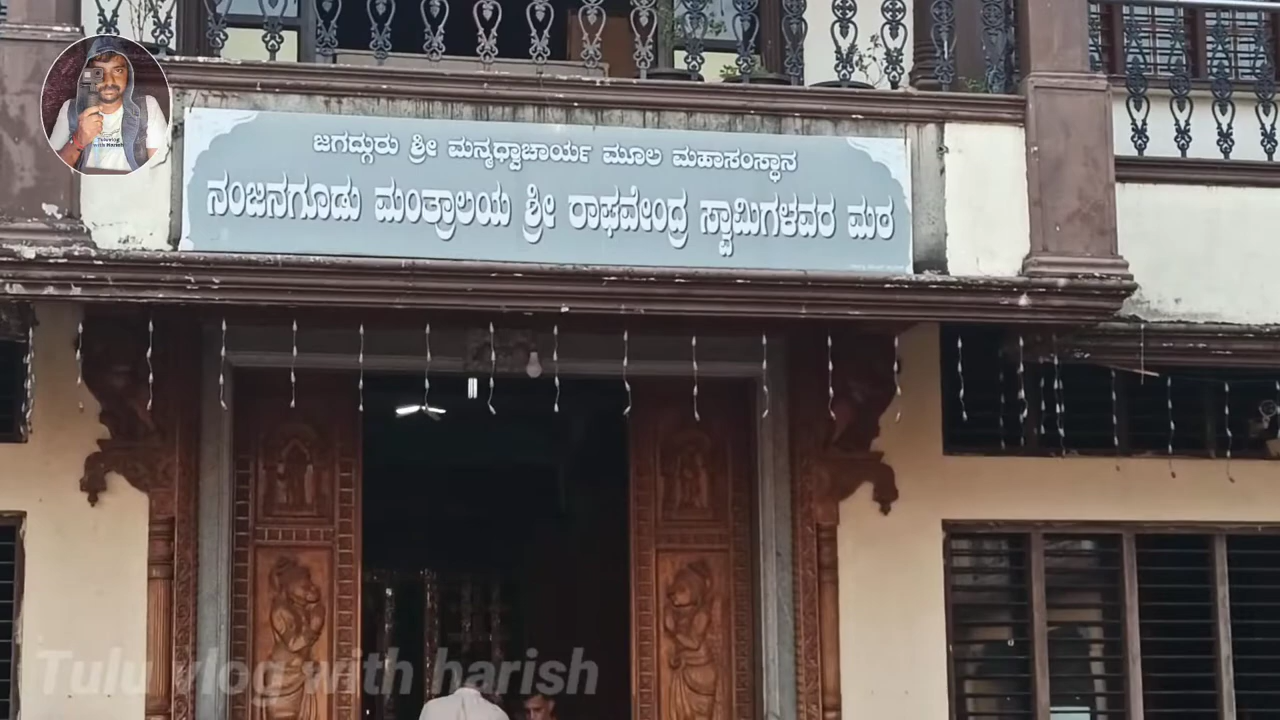 ಜಗದ್ಗುರು ಶ್ರೀ ಮನ್ಮಧ್ವಾಚಾರ್ಯ ಮೂಲ ಮಹಾಸಂಸ್ಥಾನ
ನಂಜನಗೂಡು ಮಂತ್ರಾಲಯ ಶ್ರೀ ರಾಘವೇಂದ್ರ ಸ್ವಾಮಿಗಳವರ ಮಠ
Tulu vlog with harish